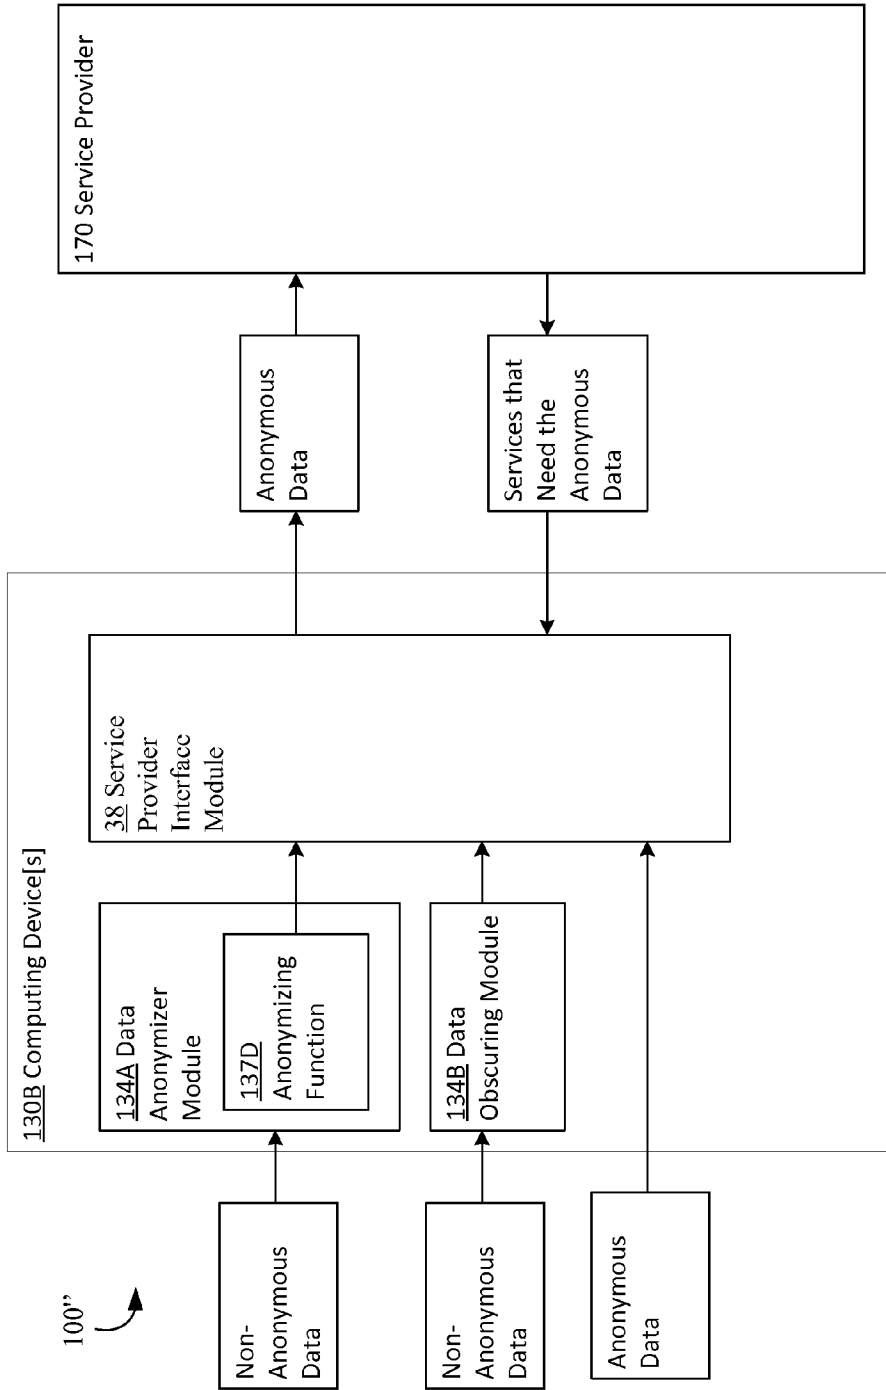 100''
Non-
Anonymous
Data
Non-
Anonymous
Data
Anonymous
Data
130B Computing Device[s]
134A Data
Anonymizer
Module
137D
Anonymizing
Function
134B Data
Obscuring Module
38 Service
Provider
Interface
Module
Anonymous
Data
Services that
Need the
Anonymous
Data
170 Service Provider